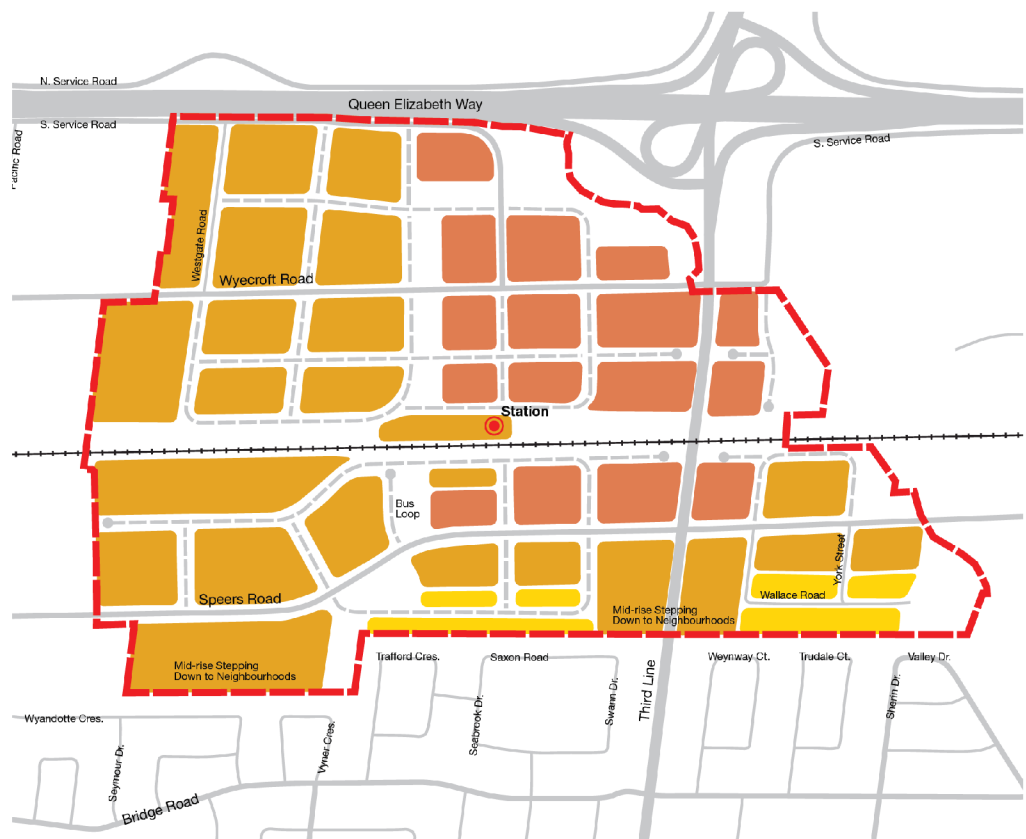 N. Service Road
Queen Elizabeth Way
S. Service Road
S. Service Road
Pacific Road
Westgate Road
Wyecroft Road
Station
Bus
Loop
York Street
Speers Road
Wallace Road
Mid-rise Stepping
Down to Neighbourhoods
Mid-rise Stepping
Down to Neighbourhoods
Trafford Cres.
Saxon Road
Weynway Ct.
Trudale Ct.
Valley Dr.
Third Line
Swann Dr.
Sherin Dr.
Seabrook Dr.
Wyandotte Cres.
Vyner Cres.
Seymour Dr.
Bridge Road